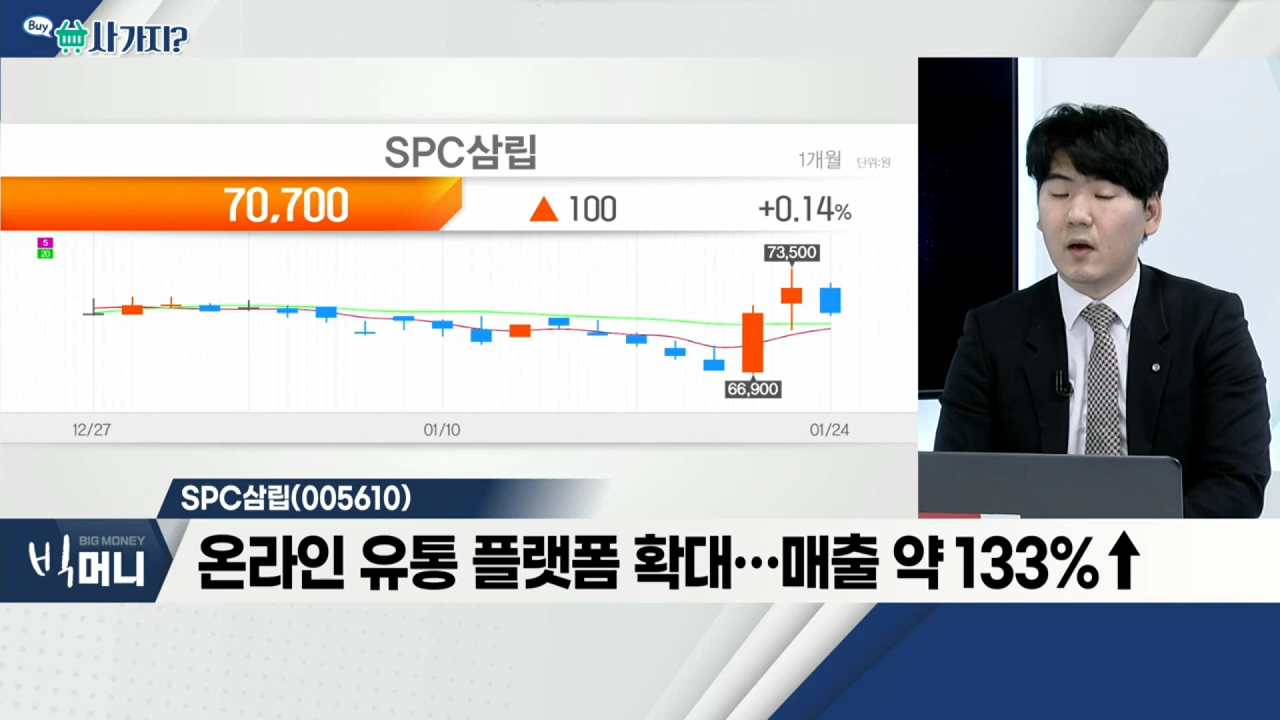 Buy
사 가지?
SPC삼립
1개월 단위:원
70,700 ▲ 100 +0.14%
5
20
73,500
66,900
12/27 01/10 01/24
SPC삼립(005610)
BIG MONEY
빅머니
온라인 유통 플랫폼 확대…매출 약 133%↑